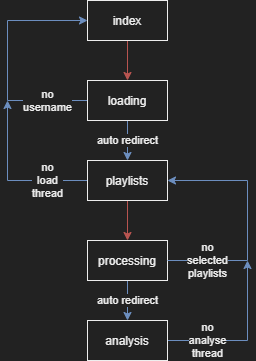 index
no
username
loading
auto redirect
no
load
thread
playlists
processing
no
selected
playlists
auto redirect
analysis
no
analyse
thread